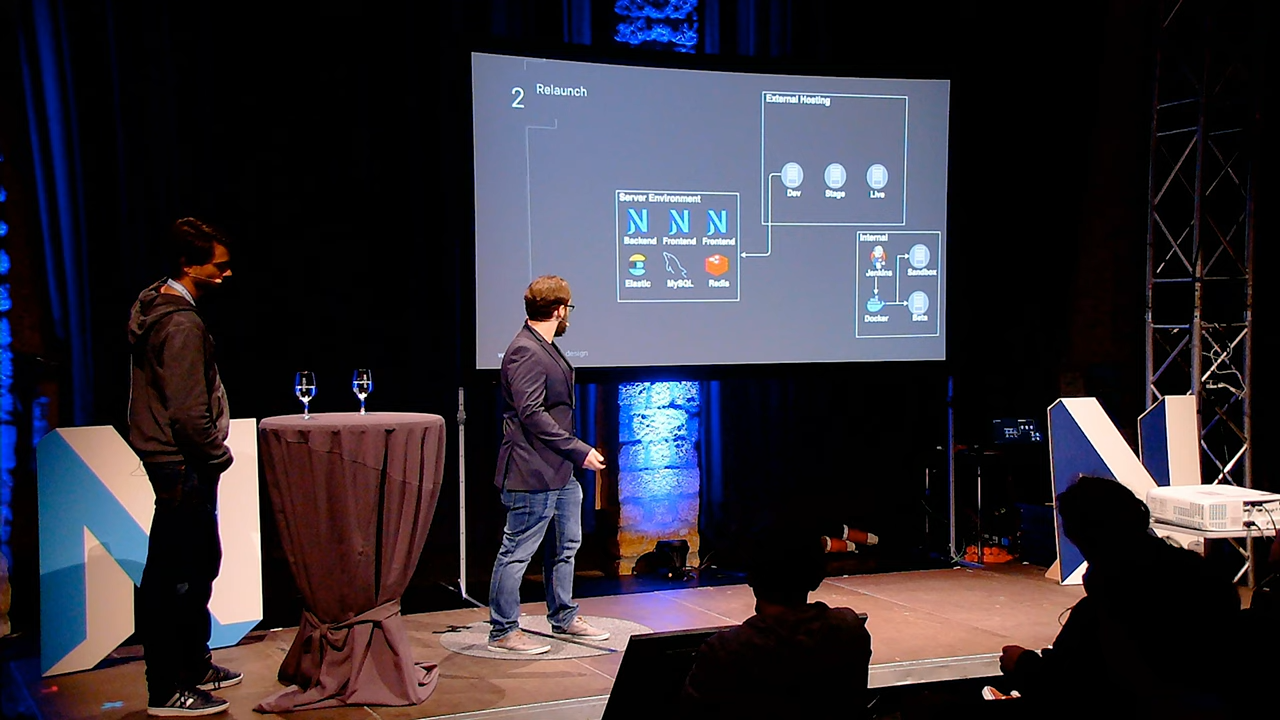 2
Relaunch
External Hosting
Dev Stage Live
Server Environment
Backend Frontend Frontend
Elastic MySQL Redis
Internal
Jenkins Sandbox
Docker Beta
design